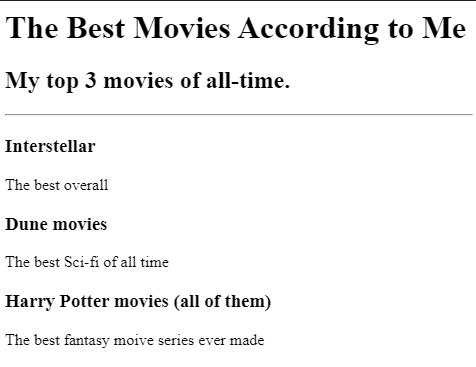 The Best Movies According to Me
My top 3 movies of all-time.
Interstellar
The best overall
Dune movies
The best Sci-fi of all time
Harry Potter movies (all of them)
The best fantasy moive series ever made